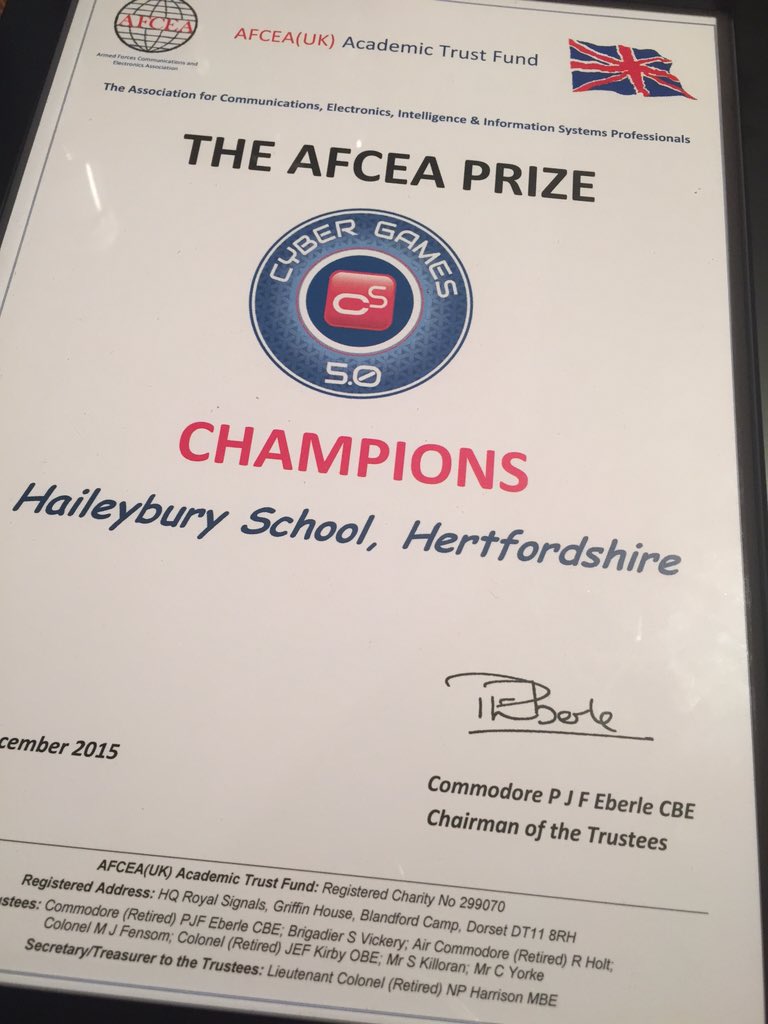 AFCEA
Armed Forces Communications and
Electronics Association
AFCEA(UK) Academic Trust Fund
The Association for Communications, Electronics, Intelligence & Information Systems Professionals
THE AFCEA PRIZE
CYBER GAMES
CS
5.0
CHAMPIONS
Haileybury School, Hertfordshire
PJEberle
cember 2015
Commodore P J F Eberle CBE
Chairman of the Trustees
AFCEA(UK) Academic Trust Fund: Registered Charity No 299070
Registered Address: HQ Royal Signals, Griffin House, Blandford Camp, Dorset DT11 8RH
stees: Commodore (Retired) PJF Eberle CBE; Brigadier S Vickery; Air Commodore (Retired) R Holt;
Colonel M J Fensom; Colonel (Retired) JEF Kirby OBE; Mr S Killoran; Mr C Yorke
Secretary/Treasurer to the Trustees: Lieutenant Colonel (Retired) NP Harrison MBE